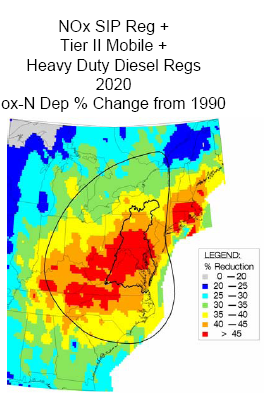 NOx SIP Reg +
Tier II Mobile +
Heavy Duty Diesel Regs
2020
ox-N Dep % Change from 1990
LEGEND:
% Reduction
0 — 20
20 — 25
25 — 30
30 — 35
35 — 40
40 — 45
> 45